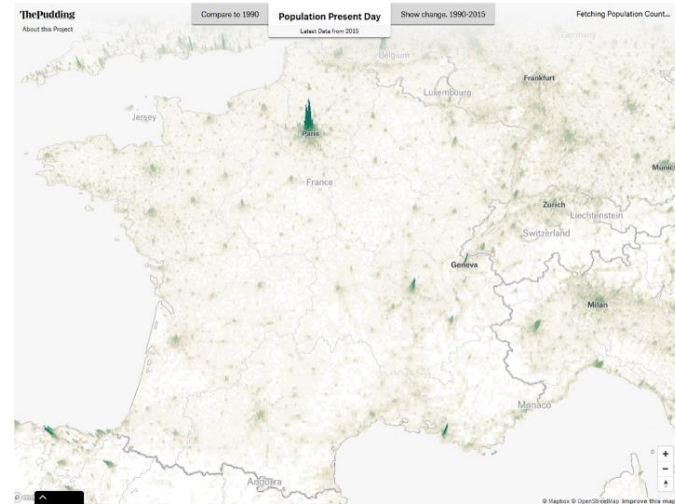 ThePudding
About this Project
Compare to 1990
Population Present Day
Latest Data from 2015
Show change, 1990-2015
Fetching Population Count...
Germany
Belgium
Frankfurt
Luxembourg
Jersey
Paris
Munic
France
Zurich
Liechtenstein
Switzerland
Geneva
Milan
Monaco
Andorra
© Mapbox © OpenStreetMap Improve this map